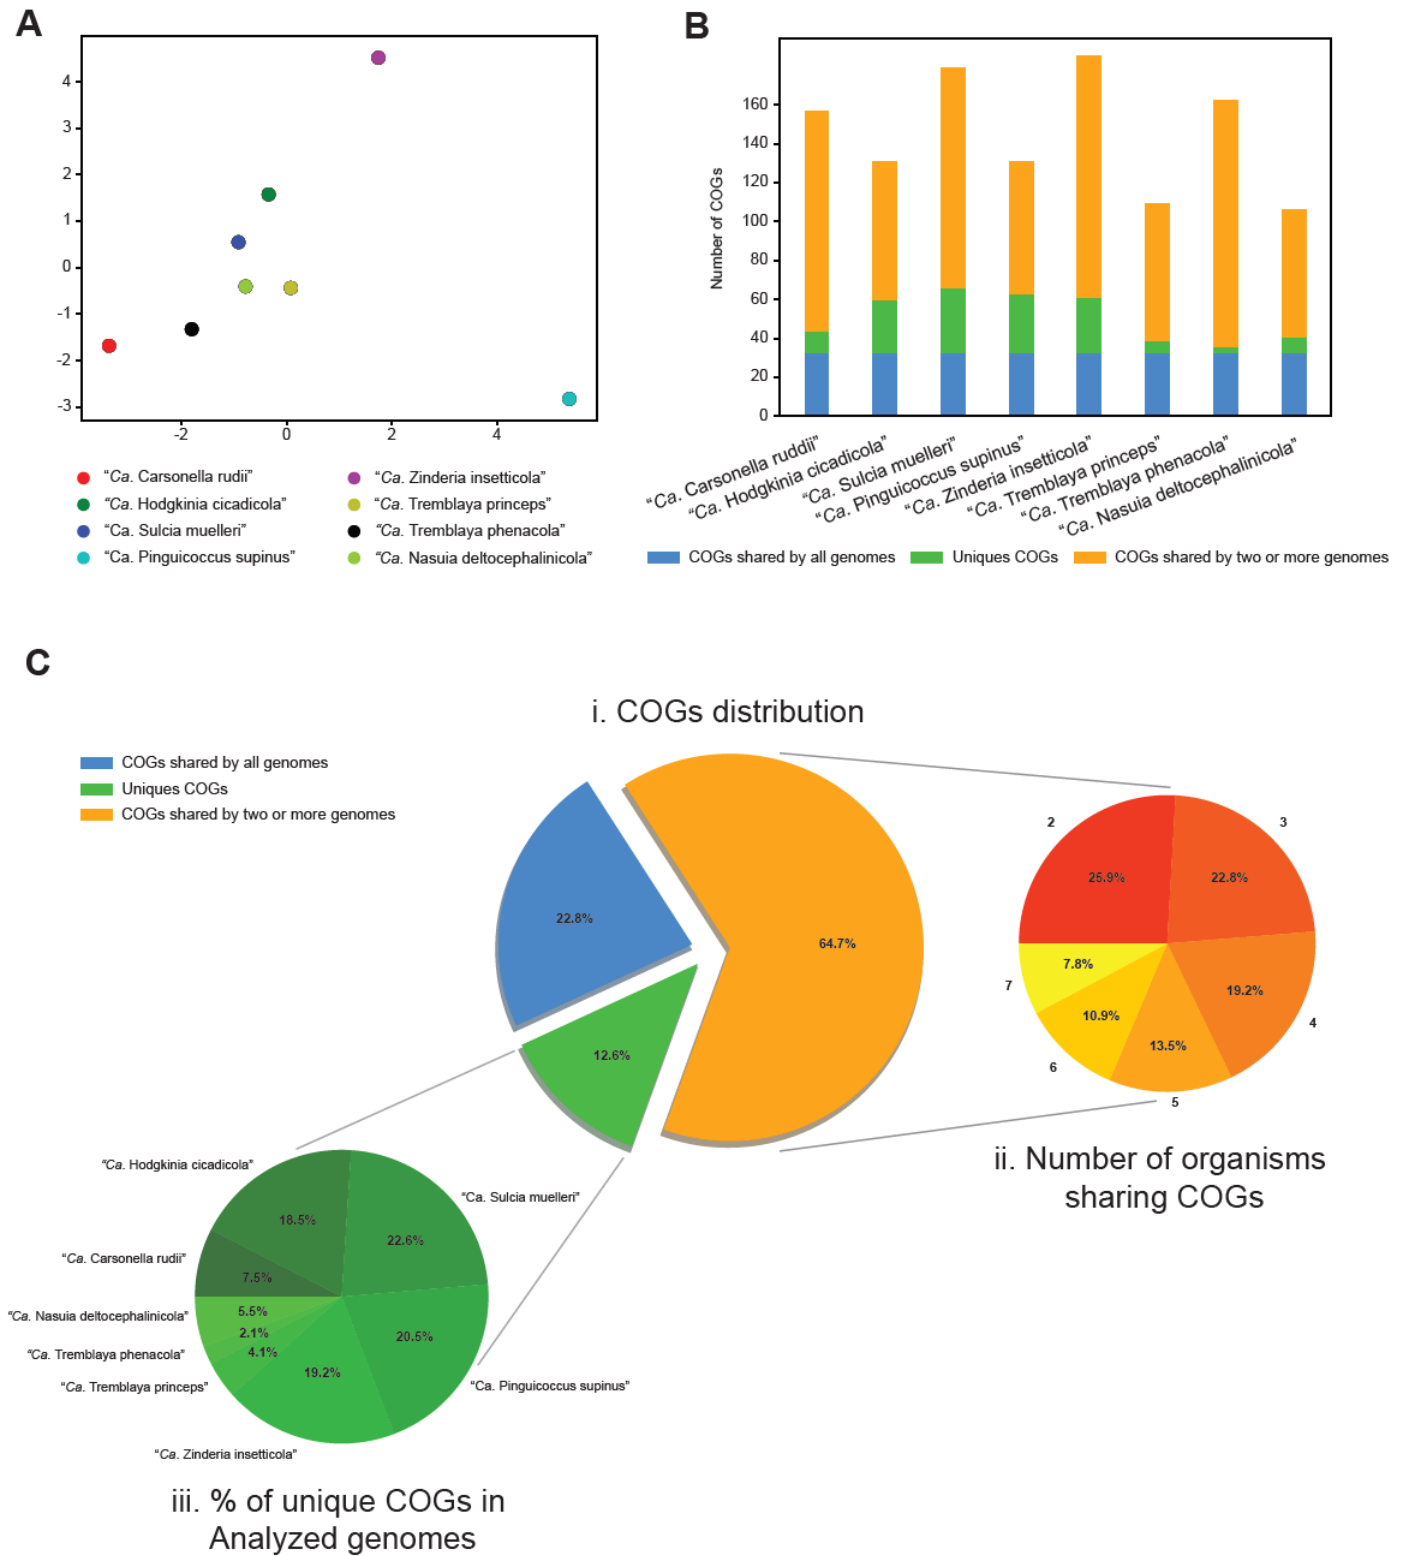 A
4
3
2
1
0
-1
-2
-3
-2
0
2
4
“Ca. Carsonella rudii”
“Ca. Hodgkinia cicadicola”
“Ca. Sulcia muelleri”
“Ca. Pinguicoccus supinus”
“Ca. Zinderia insetticola”
“Ca. Tremblaya princeps”
“Ca. Tremblaya phenacola”
“Ca. Nasuia deltocephalinicola”
B
Number of COGs
160
140
120
100
80
60
40
20
0
“Ca. Carsonella ruddii”
“Ca. Hodgkinia cicadicola”
“Ca. Sulcia muelleri”
“Ca. Pinguicoccus supinus”
“Ca. Zinderia insetticola”
“Ca. Tremblaya princeps”
“Ca. Tremblaya phenacola”
“Ca. Nasuia deltocephalinicola”
COGs shared by all genomes
Uniques COGs
COGs shared by two or more genomes
C
i. COGs distribution
COGs shared by all genomes
Uniques COGs
COGs shared by two or more genomes
22.8%
64.7%
12.6%
2
3
25.9%
22.8%
7.8%
19.2%
7
10.9%
13.5%
4
6
5
ii. Number of organisms
sharing COGs
“Ca. Hodgkinia cicadicola”
“Ca. Sulcia muelleri”
18.5%
22.6%
“Ca. Carsonella rudii”
7.5%
“Ca. Nasuia deltocephalinicola”
5.5%
2.1%
20.5%
“Ca. Tremblaya phenacola”
4.1%
19.2%
“Ca. Tremblaya princeps”
“Ca. Pinguicoccus supinus”
“Ca. Zinderia insetticola”
iii. % of unique COGs in
Analyzed genomes